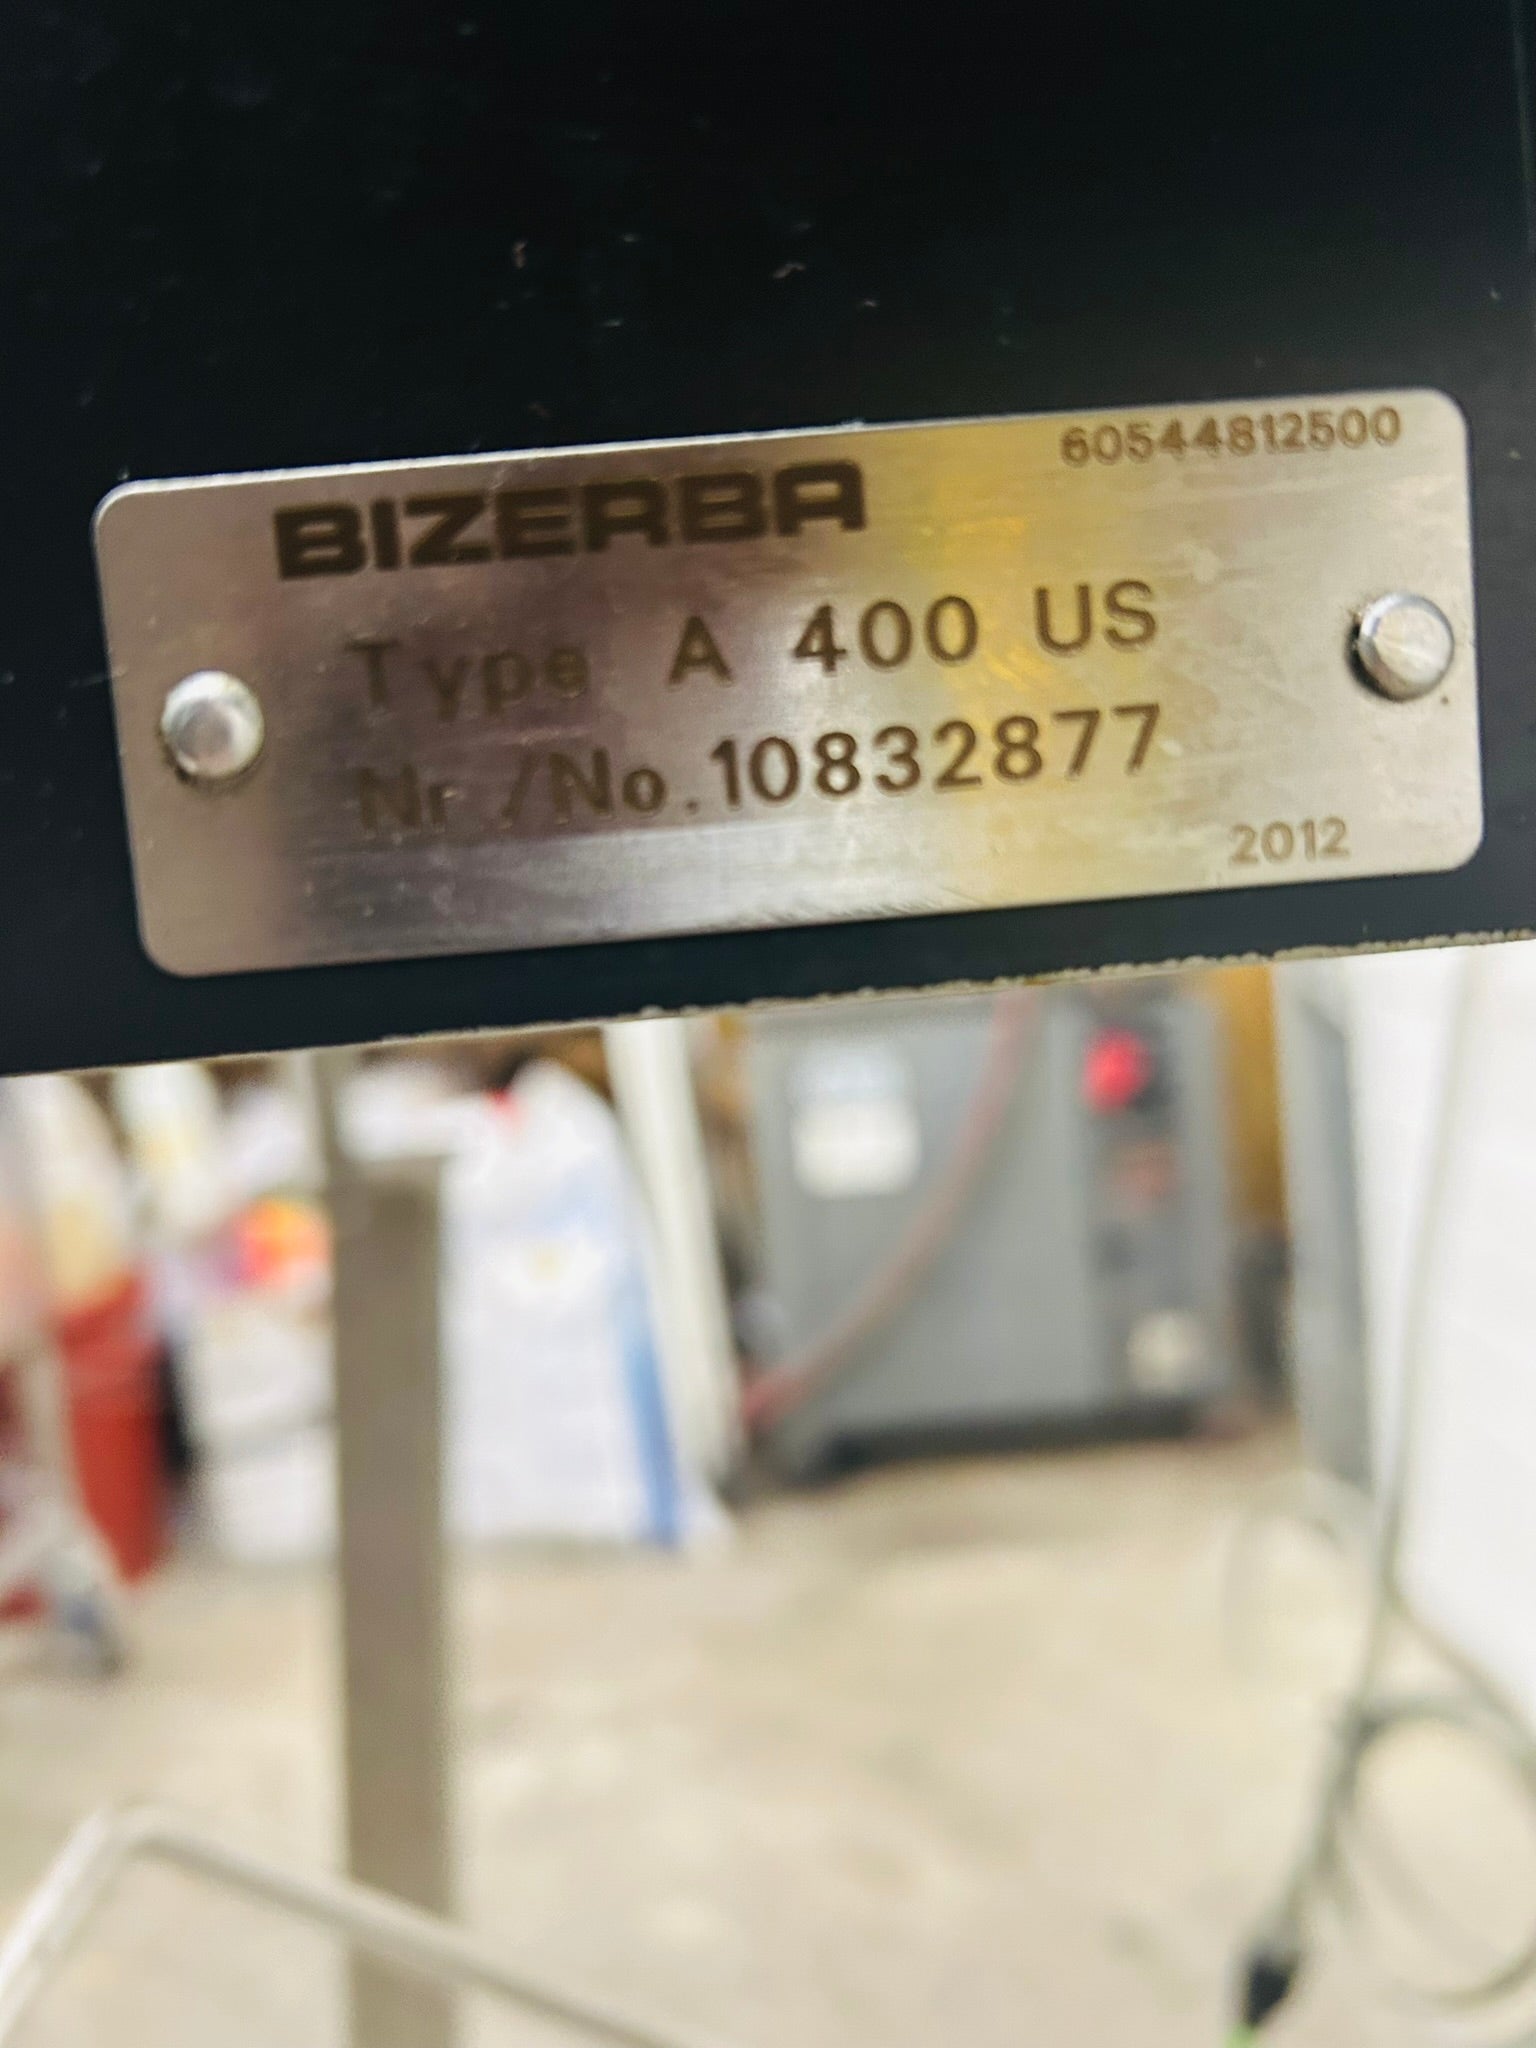 60544812500
BIZERBA
Type A 400 US
Nr/No.10832877
2012